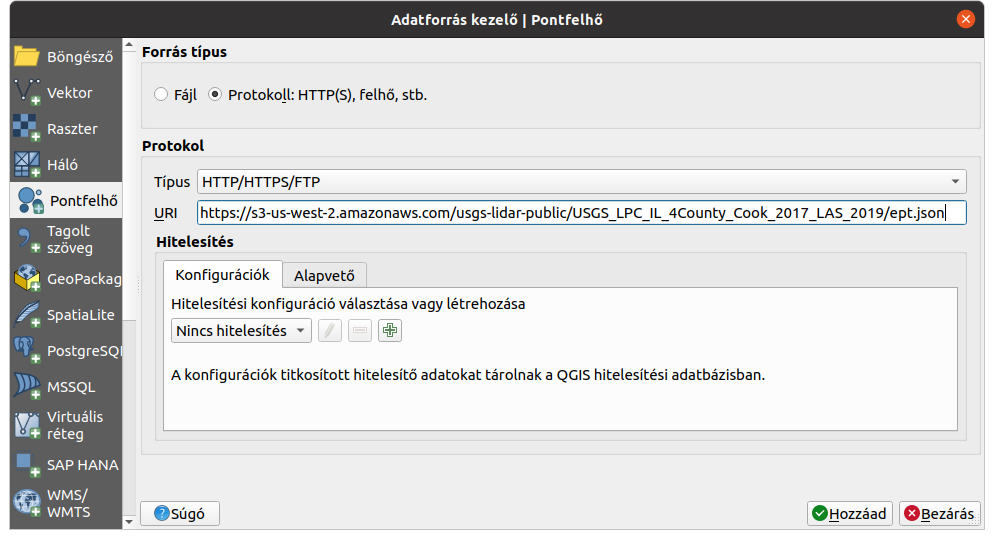 Adatforrás kezelő | Pontfelhő
Böngésző
Vektor
Raszter
Háló
Pontfelhő
Tagolt
szöveg
GeoPackag
SpatiaLite
PostgreSQL
MSSQL
Virtuális
réteg
SAP HANA
WMS/
WMTS
Forrás típus
Fájl
Protokoll: HTTP(S), felhő, stb.
Protokol
Típus HTTP/HTTPS/FTP
URI https://s3-us-west-2.amazonaws.com/usgs-lidar-public/USGS_LPC_IL_4County_Cook_2017_LAS_2019/ept.json
Hitelesítés
Konfigurációk Alapvető
Hitelesítési konfiguráció választása vagy létrehozása
Nincs hitelesítés
A konfigurációk titkosított hitelesítő adatokat tárolnak a QGIS hitelesítési adatbázisban.
Súgó
Hozzáad
Bezárás